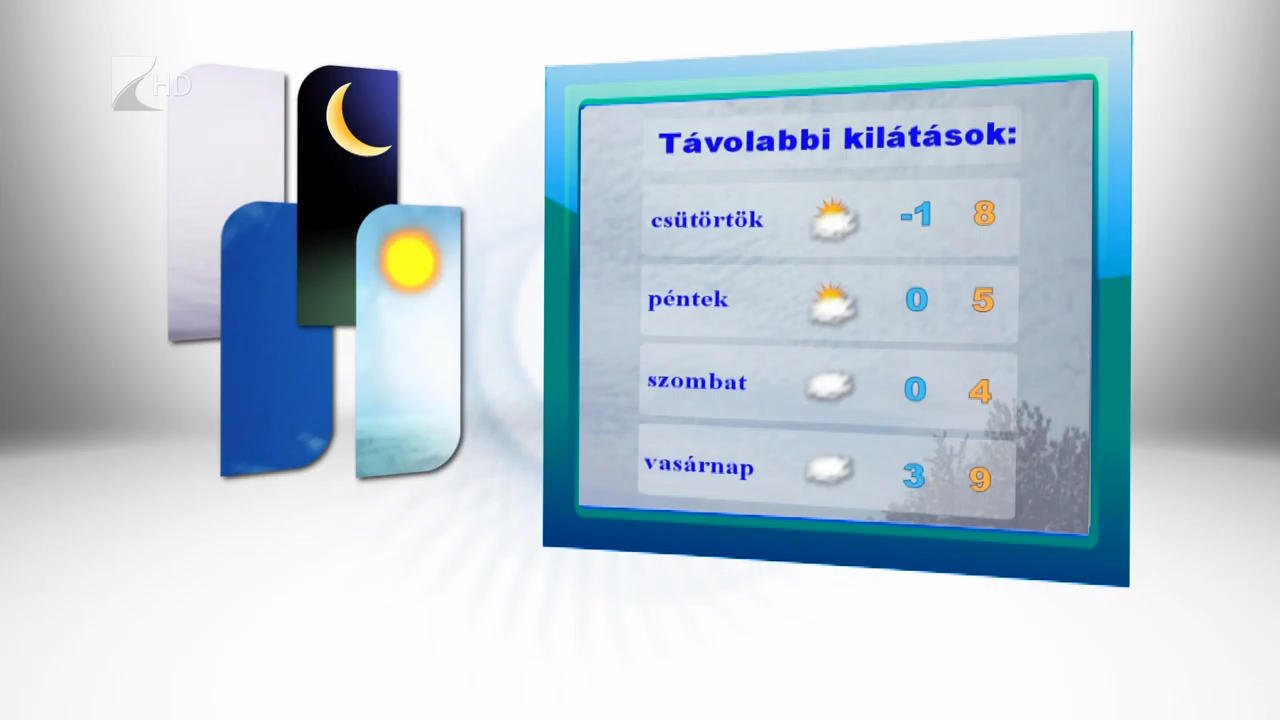 HD
Távolabbi kilátások:
csütörtök -1 8
péntek 0 5
szombat 0 4
vasárnap 3 9